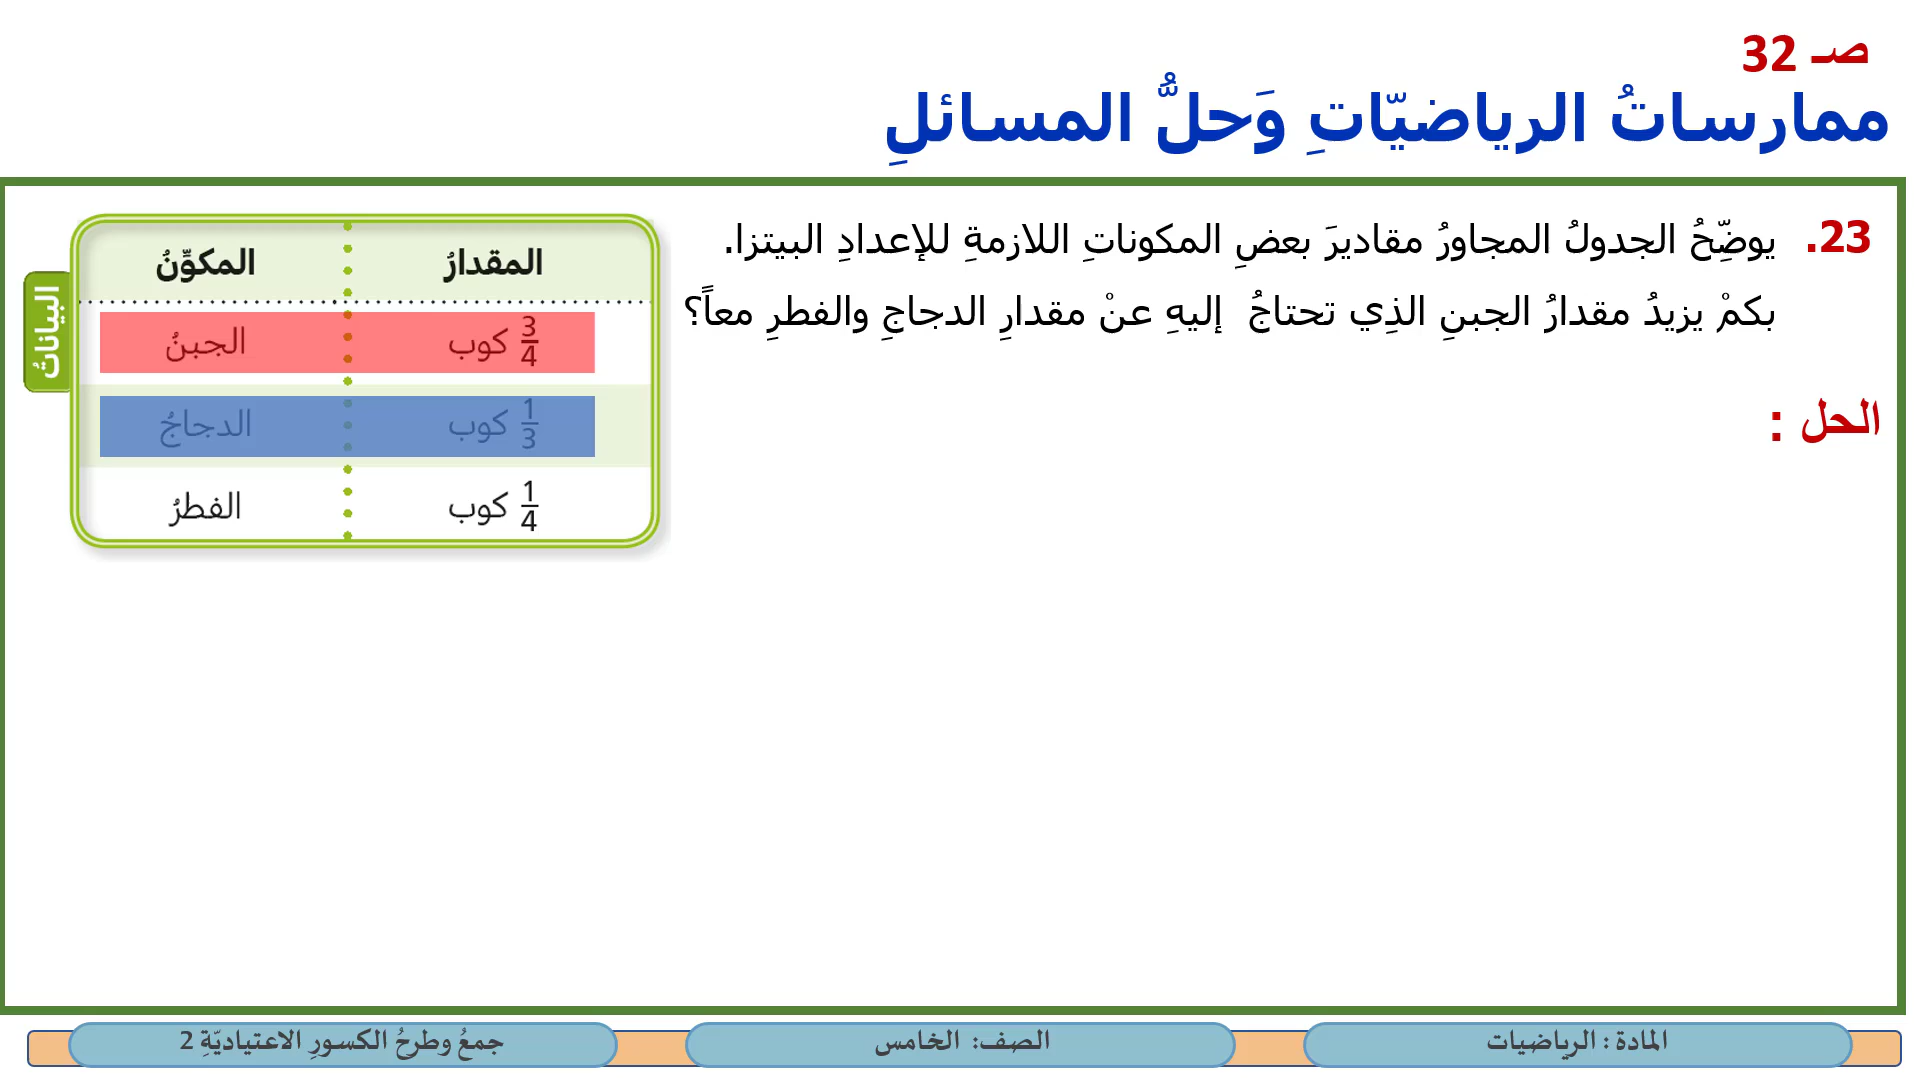 صـ 32
ممارساتُ الرياضيّاتِ وَحلُّ المسائلِ
23. يوضِّحُ الجدولُ المجاورُ مقاديرَ بعضِ المكوناتِ اللازمةِ للإعدادِ البيتزا.
بكمْ يزيدُ مقدارُ الجبنِ الذِي تحتاجُ إليهِ عنْ مقدارِ الدجاجِ والفطرِ معاً؟
الحل :
البياناتُ
المقدارُ المكوِّنُ
3/4 كوب الجبنُ
1/3 كوب الدجاجُ
1/4 كوب الفطرُ
المادة : الرياضيات
الصف: الخامس
جمعُ وطرحُ الكسورِ الاعتياديّةِ 2